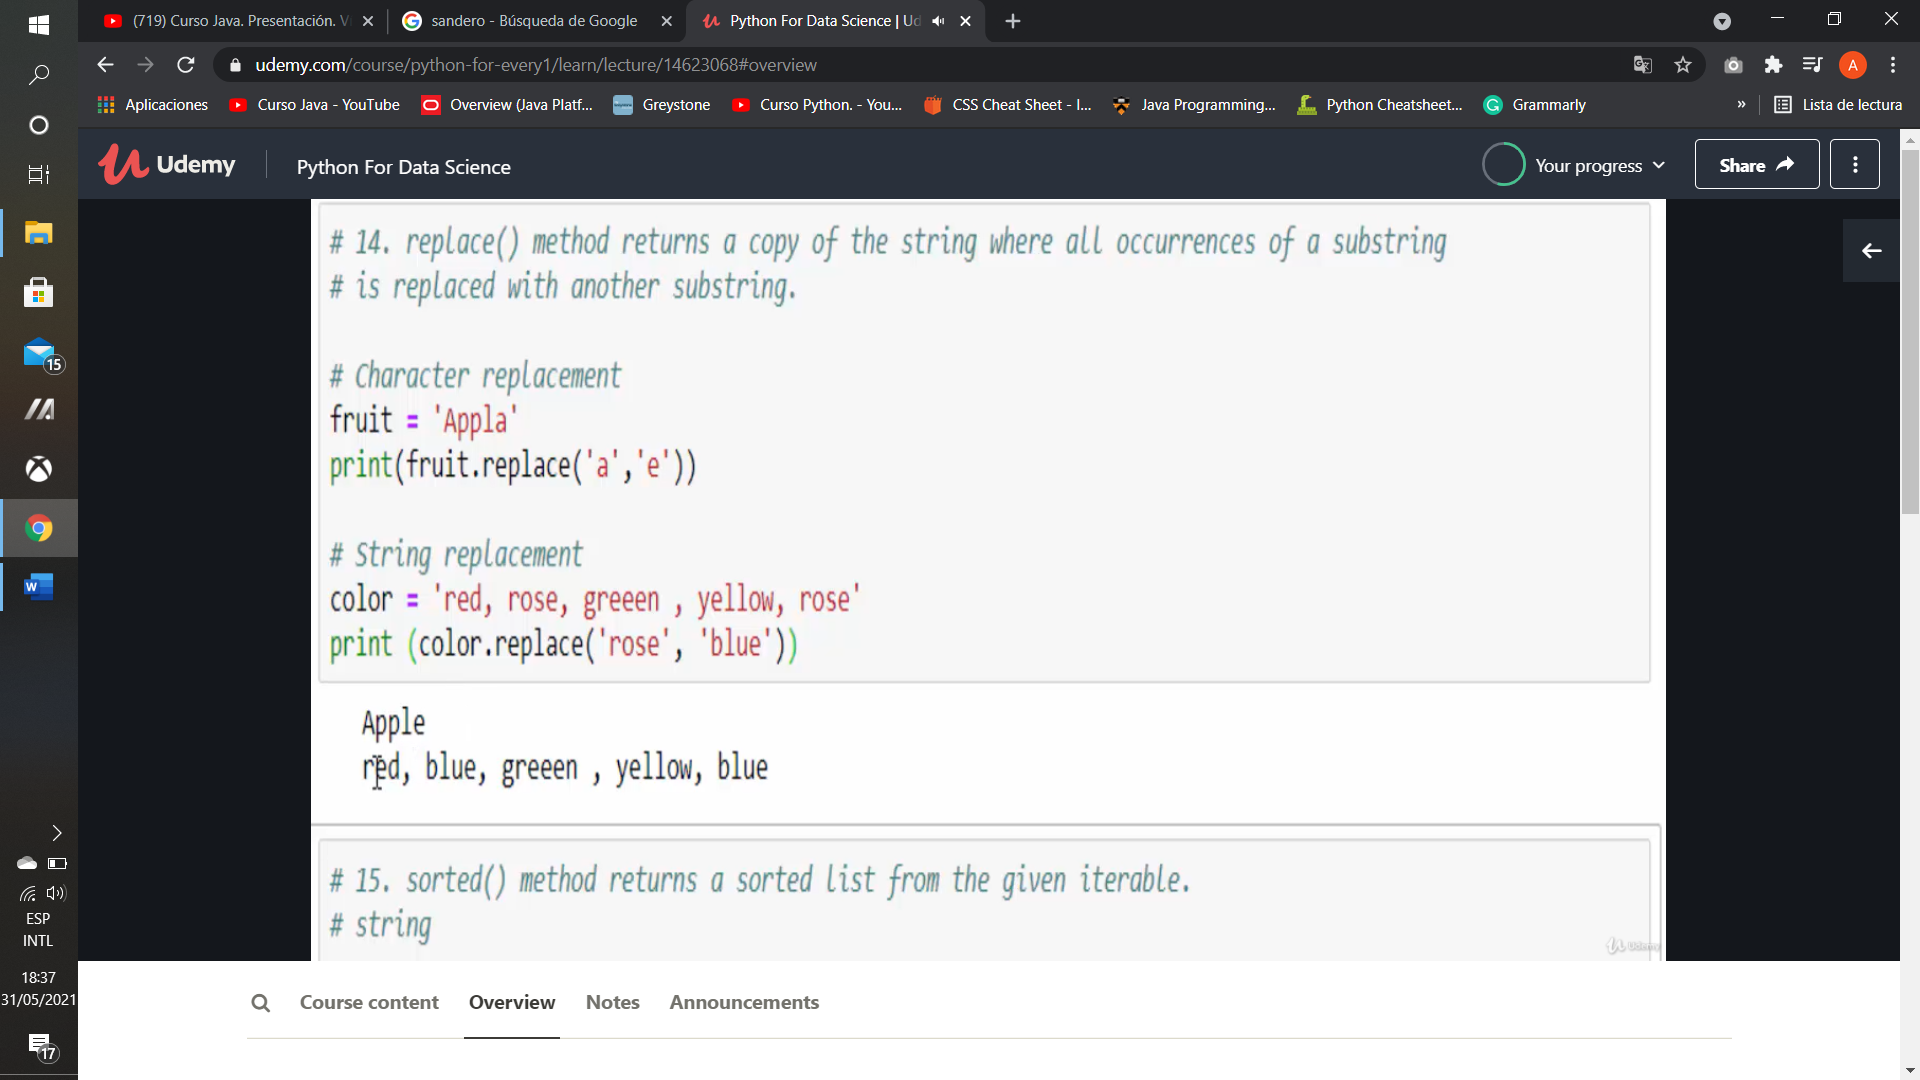 (719) Curso Java. Presentación. V
sandero - Búsqueda de Google
Python For Data Science | Ud
udemy.com/course/python-for-every1/learn/lecture/14623068#overview
A
Aplicaciones
Curso Java - YouTube
Overview (Java Platf...
Greystone
Curso Python. - You...
CSS Cheat Sheet - I...
Java Programming...
Python Cheatsheet...
Grammarly
»
Lista de lectura
Udemy
Python For Data Science
Your progress
Share
# 14. replace() method returns a copy of the string where all occurrences of a substring
# is replaced with another substring.
# Character replacement
fruit = 'Appla'
print(fruit.replace('a','e'))
# String replacement
color = 'red, rose, greeen , yellow, rose'
print (color.replace('rose', 'blue'))
Apple
red, blue, greeen , yellow, blue
# 15. sorted() method returns a sorted list from the given iterable.
# string
Udemy
Course content
Overview
Notes
Announcements
15
W
ESP
INTL
18:37
31/05/2021
17